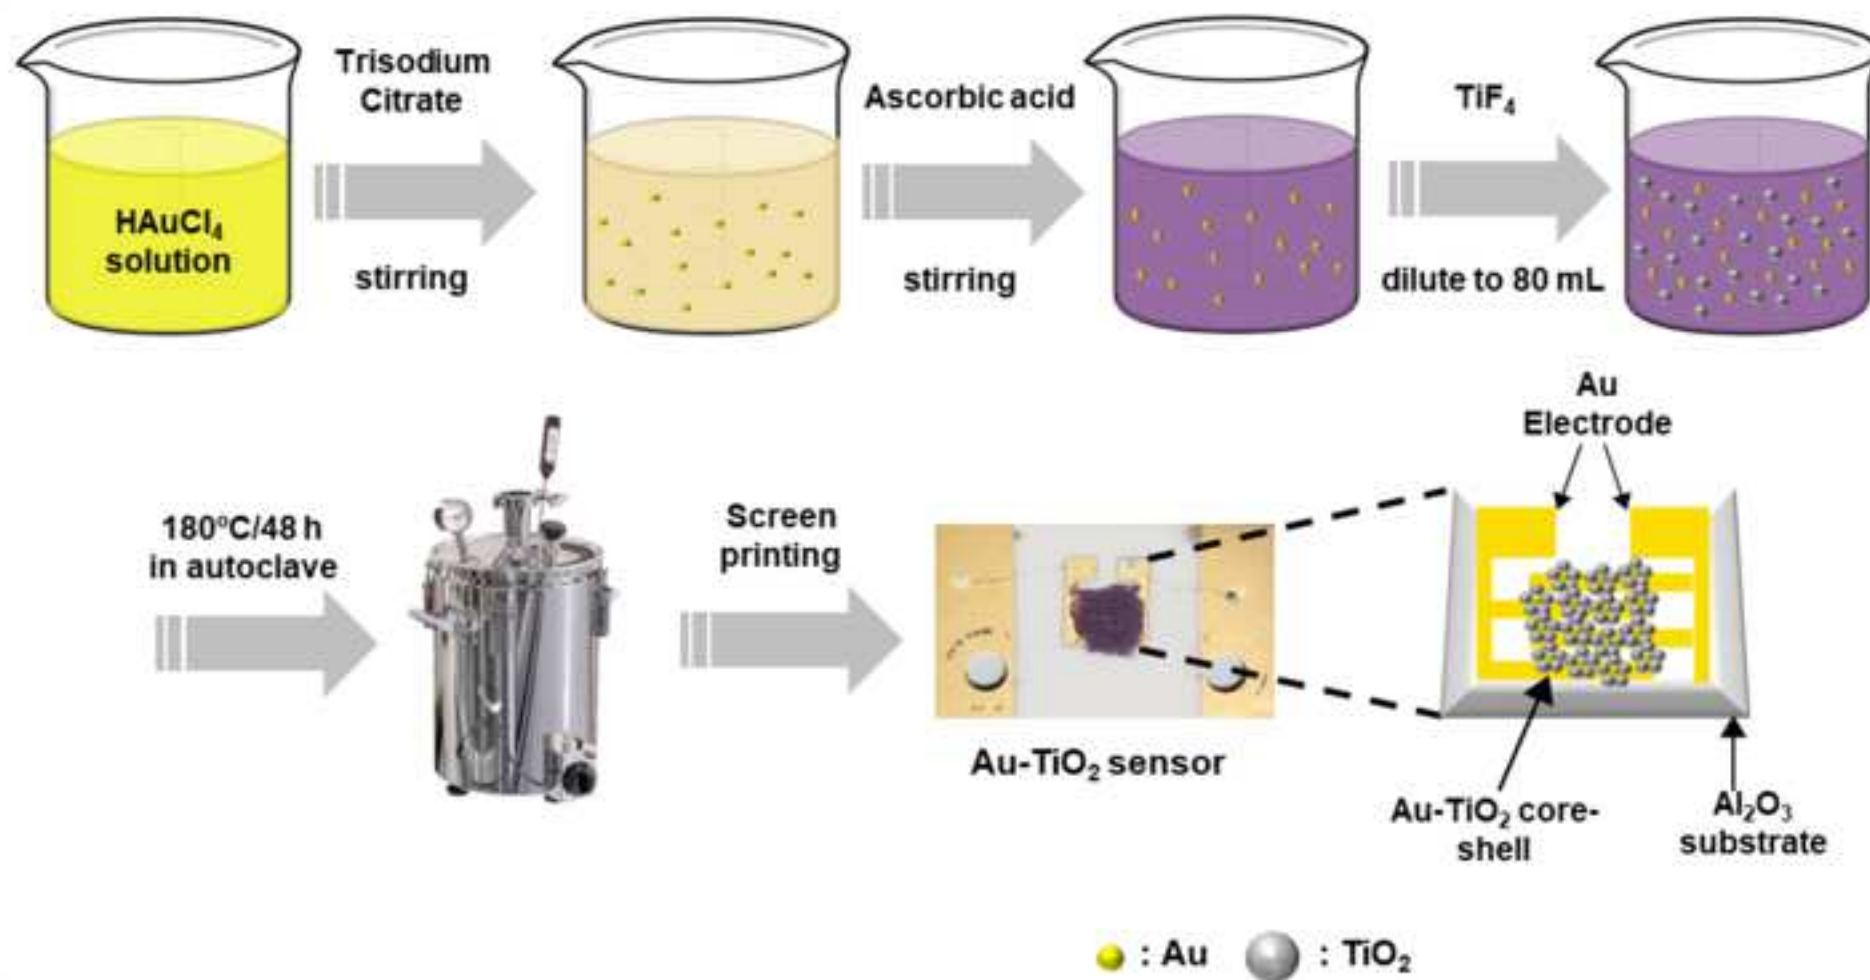 Trisodium
Citrate
stirring
HAuCl₄
solution
Ascorbic acid
stirring
TiF₄
dilute to 80 mL
180ºC/48 h
in autoclave
Screen
printing
Au-TiO₂ sensor
Au
Electrode
Au-TiO₂ core-
shell
Al₂O₃
substrate
: Au
: TiO₂